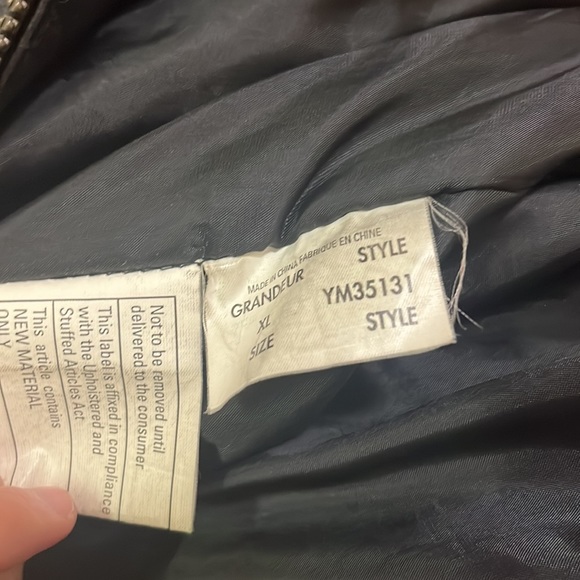 MADE IN CHINA FABRIQUE EN CHINE
STYLE
GRANDEUR
YM35131
XL
STYLE
SIZE
Not to be removed until
delivered to the consumer
This label is affixed in compliance
with the Upholstered and
Stuffed Articles Act
This article contains
NEW MATERIAL
ONLY